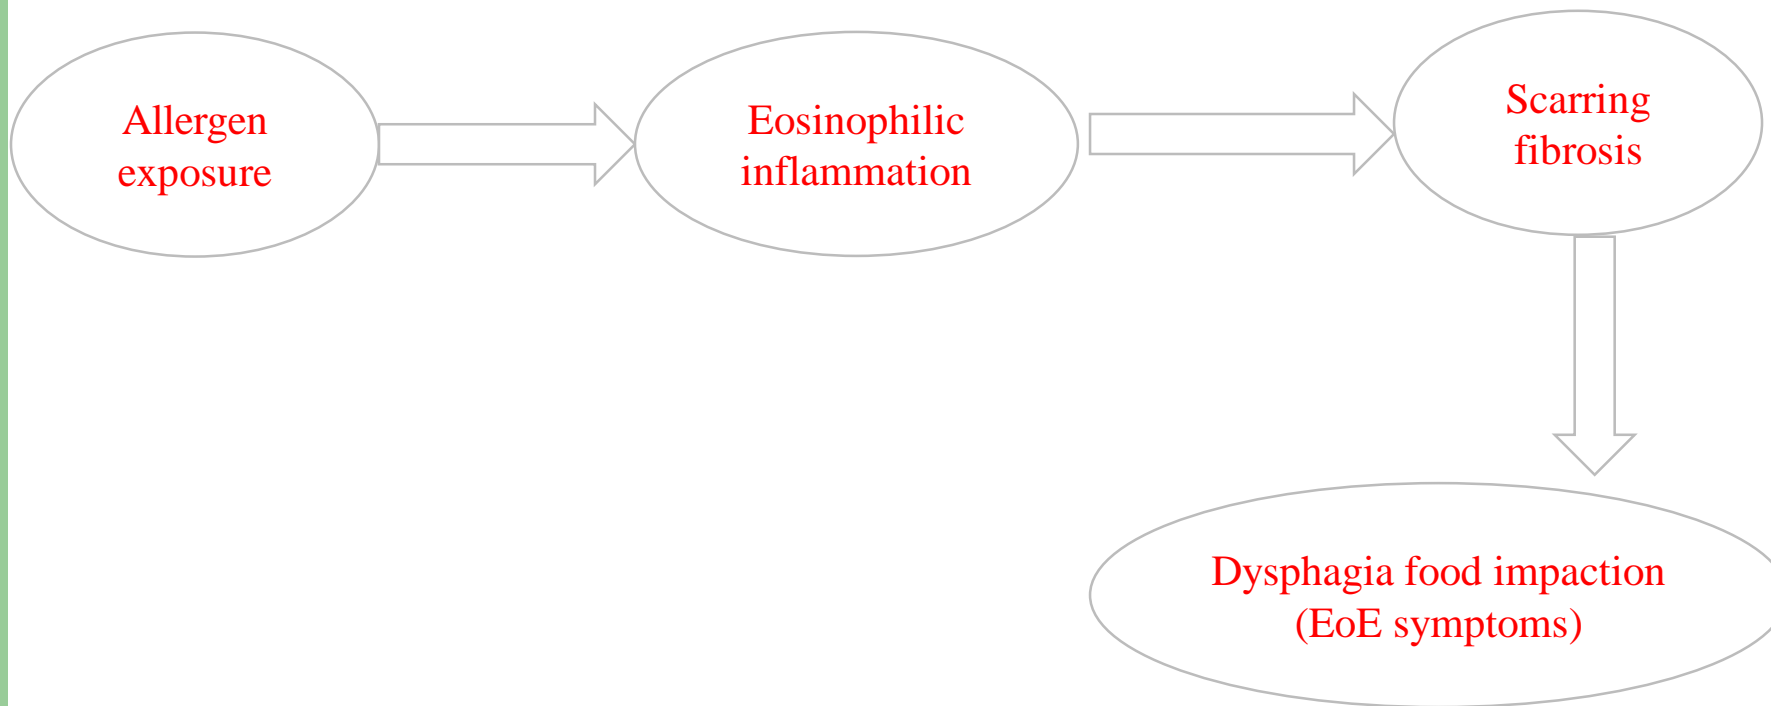 Allergen
exposure
Eosinophilic
inflammation
Scarring
fibrosis
Dysphagia food impaction
(EoE symptoms)